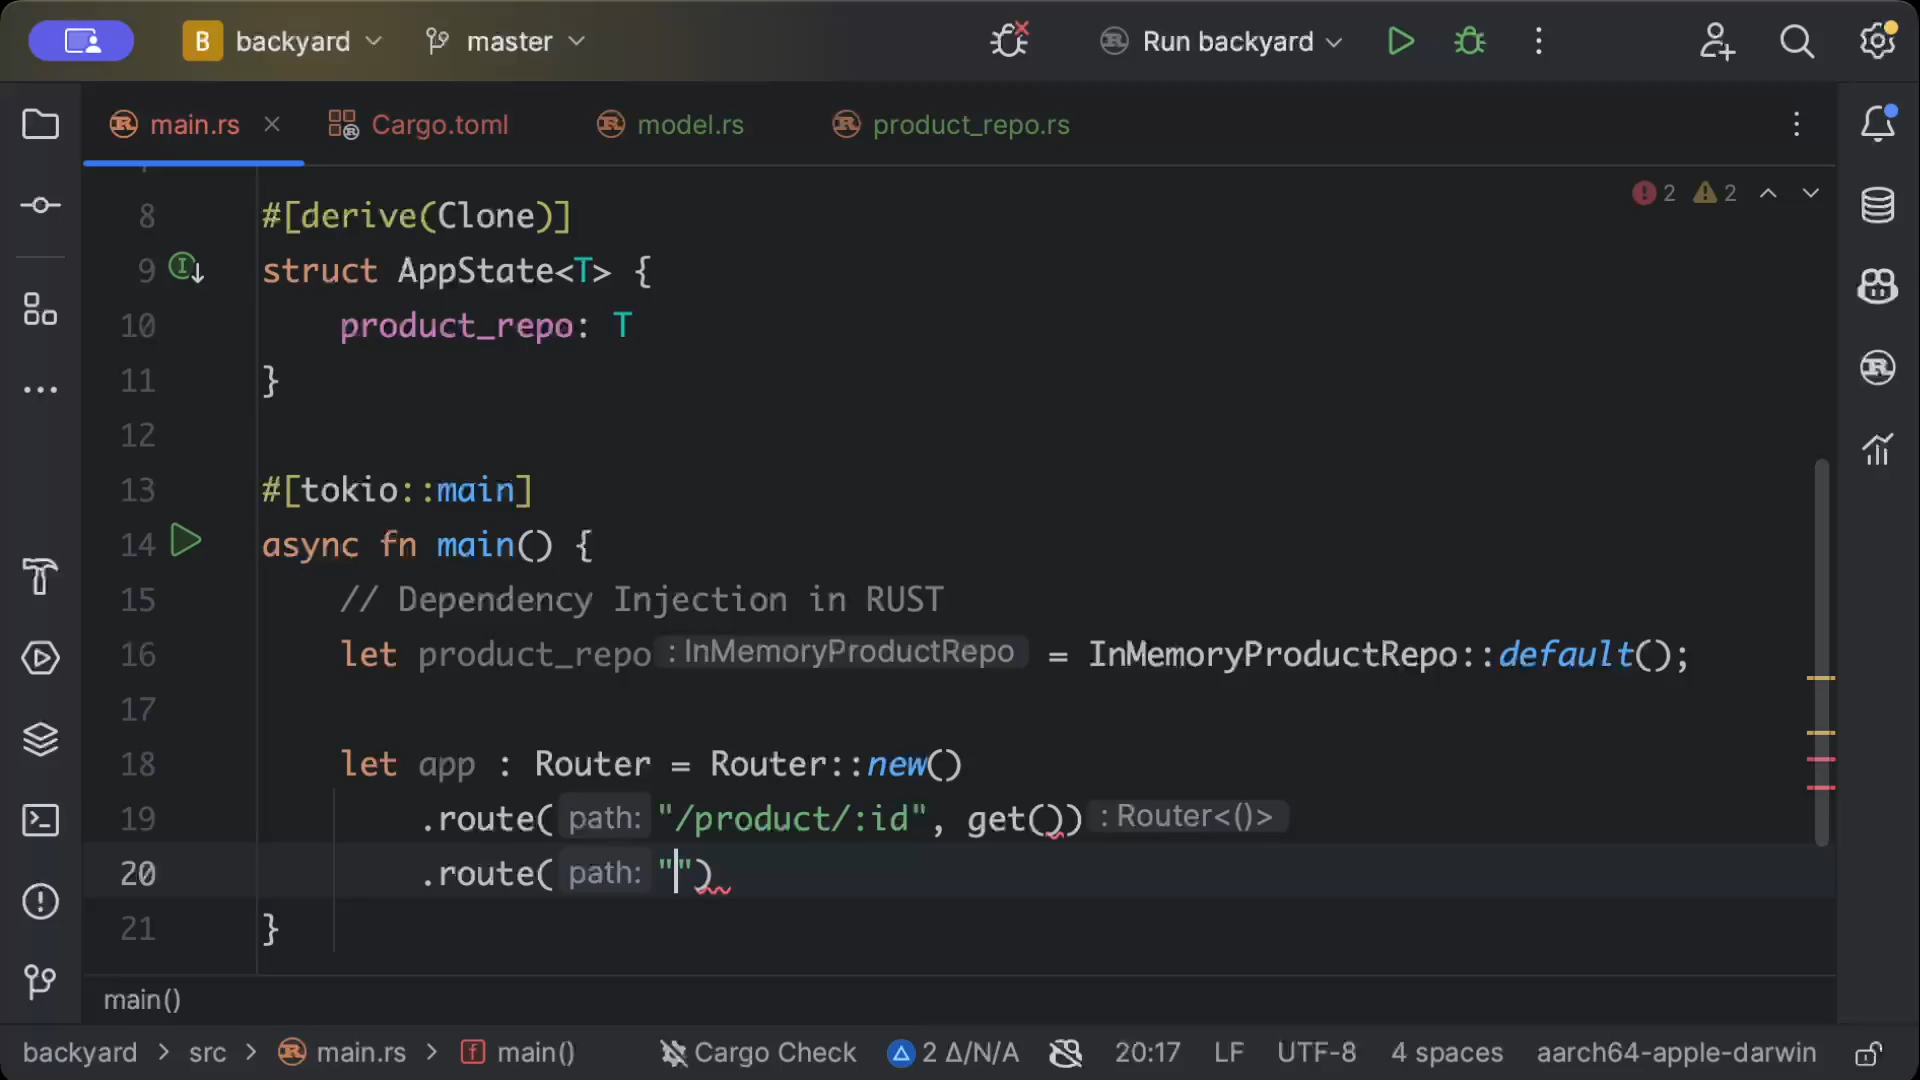 B backyard master Run backyard
main.rs Cargo.toml model.rs product_repo.rs
2 2
8 #[derive(Clone)]
9 struct AppState<T> {
10 product_repo: T
11 }
12
13 #[tokio::main]
14 async fn main() {
15 // Dependency Injection in RUST
16 let product_repo : InMemoryProductRepo = InMemoryProductRepo::default();
17
18 let app : Router = Router::new()
19 .route( path: "/product/:id", get()) : Router<()>
20 .route( path: "")
21 }
main()
backyard > src > main.rs > f main() Cargo Check 2 Δ/N/A 20:17 LF UTF-8 4 spaces aarch64-apple-darwin